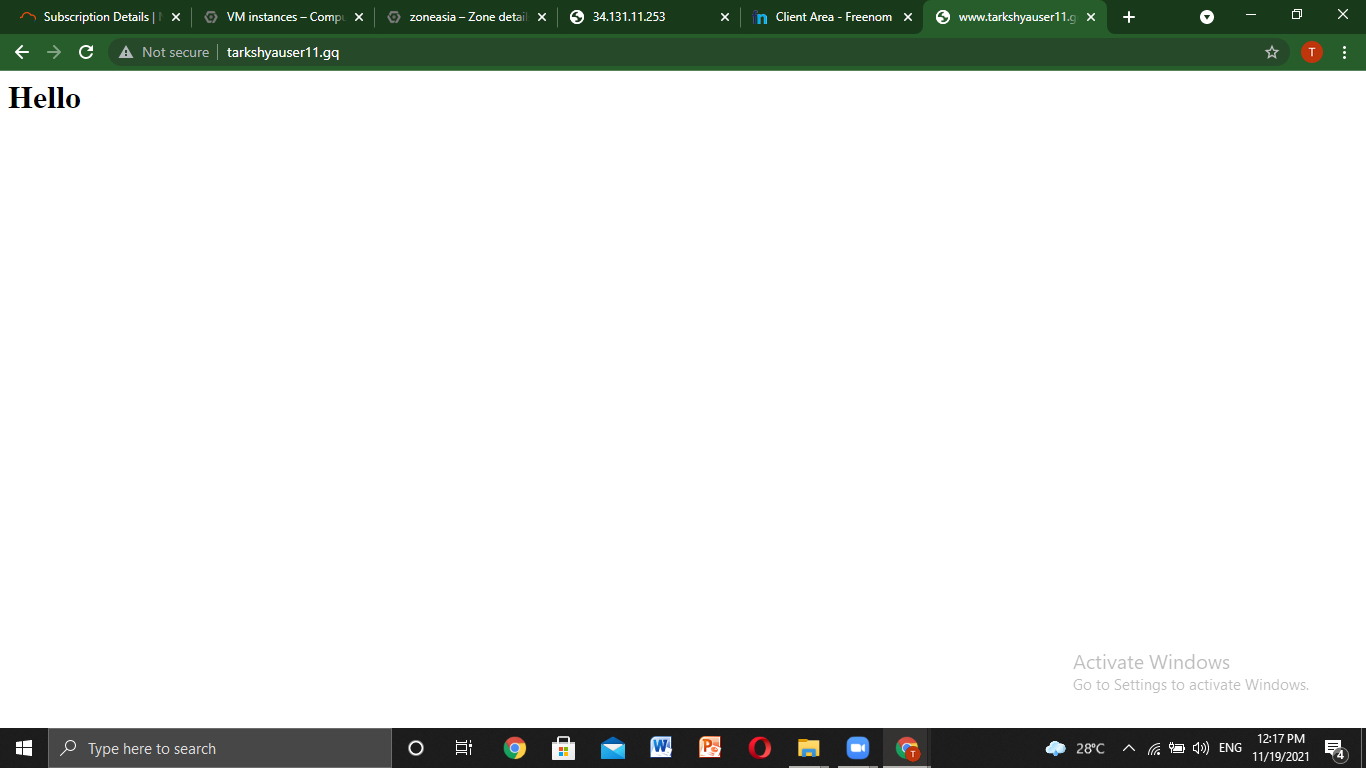 Subscription Details |
VM instances – Compu
zoneasia – Zone detail
34.131.11.253
Client Area - Freenom
www.tarkshyauser11.g
Not secure
tarkshyauser11.gq
T
Hello
Activate Windows
Go to Settings to activate Windows.
Type here to search
28°C
ENG
12:17 PM
11/19/2021
4